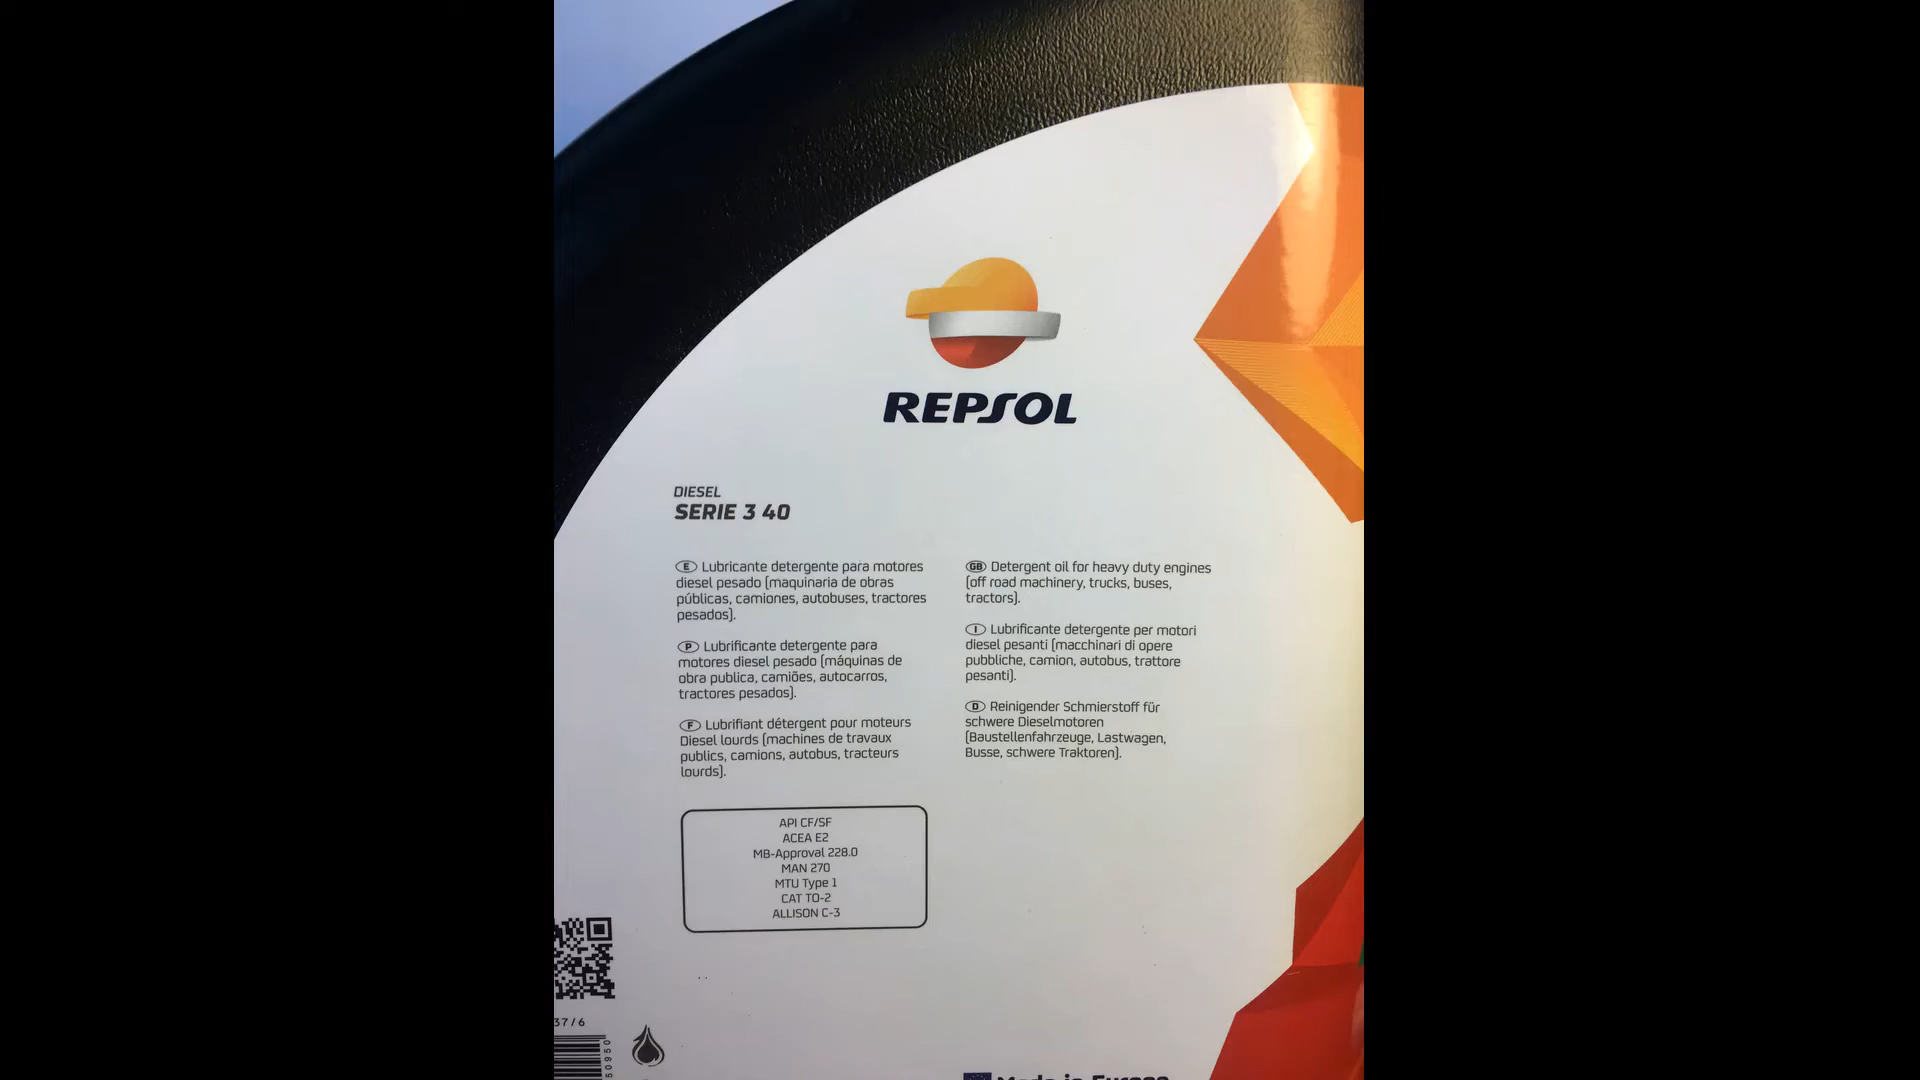 REPSOL
DIESEL
SERIE 3 40
E Lubricante detergente para motores
diesel pesado (maquinaria de obras
públicas, camiones, autobuses, tractores
pesados).
P Lubrificante detergente para
motores diesel pesado (máquinas de
obra publica, camiões, autocarros,
tractores pesados).
F Lubrifiant détergent pour moteurs
Diesel lourds (machines de travaux
publics, camions, autobus, tracteurs
lourds).
GB Detergent oil for heavy duty engines
(off road machinery, trucks, buses,
tractors).
I Lubrificante detergente per motori
diesel pesanti (macchinari di opere
pubbliche, camion, autobus, trattore
pesanti).
D Reinigender Schmierstoff für
schwere Dieselmotoren
(Baustellenfahrzeuge, Lastwagen,
Busse, schwere Traktoren).
API CF/SF
ACEA E2
MB-Approval 228.0
MAN 270
MTU Type 1
CAT TO-2
ALLISON C-3
37/6
50950
Made in Europe